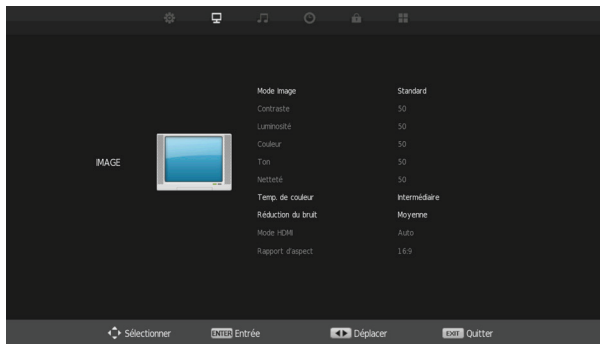 Mode Image Standard
Contraste 50
Luminosité 50
Couleur 50
IMAGE Ton 50
Netteté 50
Temp. de couleur Intermédiaire
Réduction du bruit Moyenne
Mode HDMI Auto
Rapport d'aspect 16:9
Sélectionner ENTER Entrée Déplacer EXIT Quitter